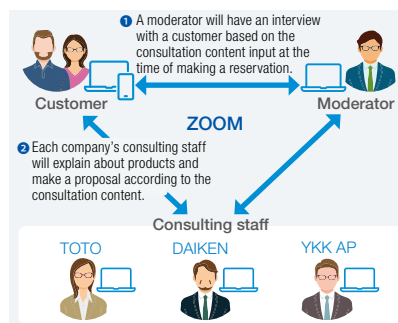 ❶ A moderator will have an interview
with a customer based on the
consultation content input at the
time of making a reservation.
Customer
Moderator
ZOOM
❷ Each company's consulting staff
will explain about products and
make a proposal according to the
consultation content.
Consulting staff
TOTO
DAIKEN
YKK AP